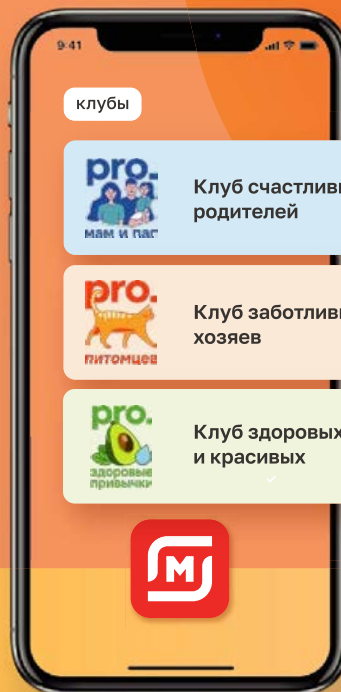 9:41
клубы
pro.
мам и пап
Клуб счастливы
родителей
pro.
питомцев
Клуб заботливы
хозяев
pro.
здоровые
привычки
Клуб здоровых
и красивых
М